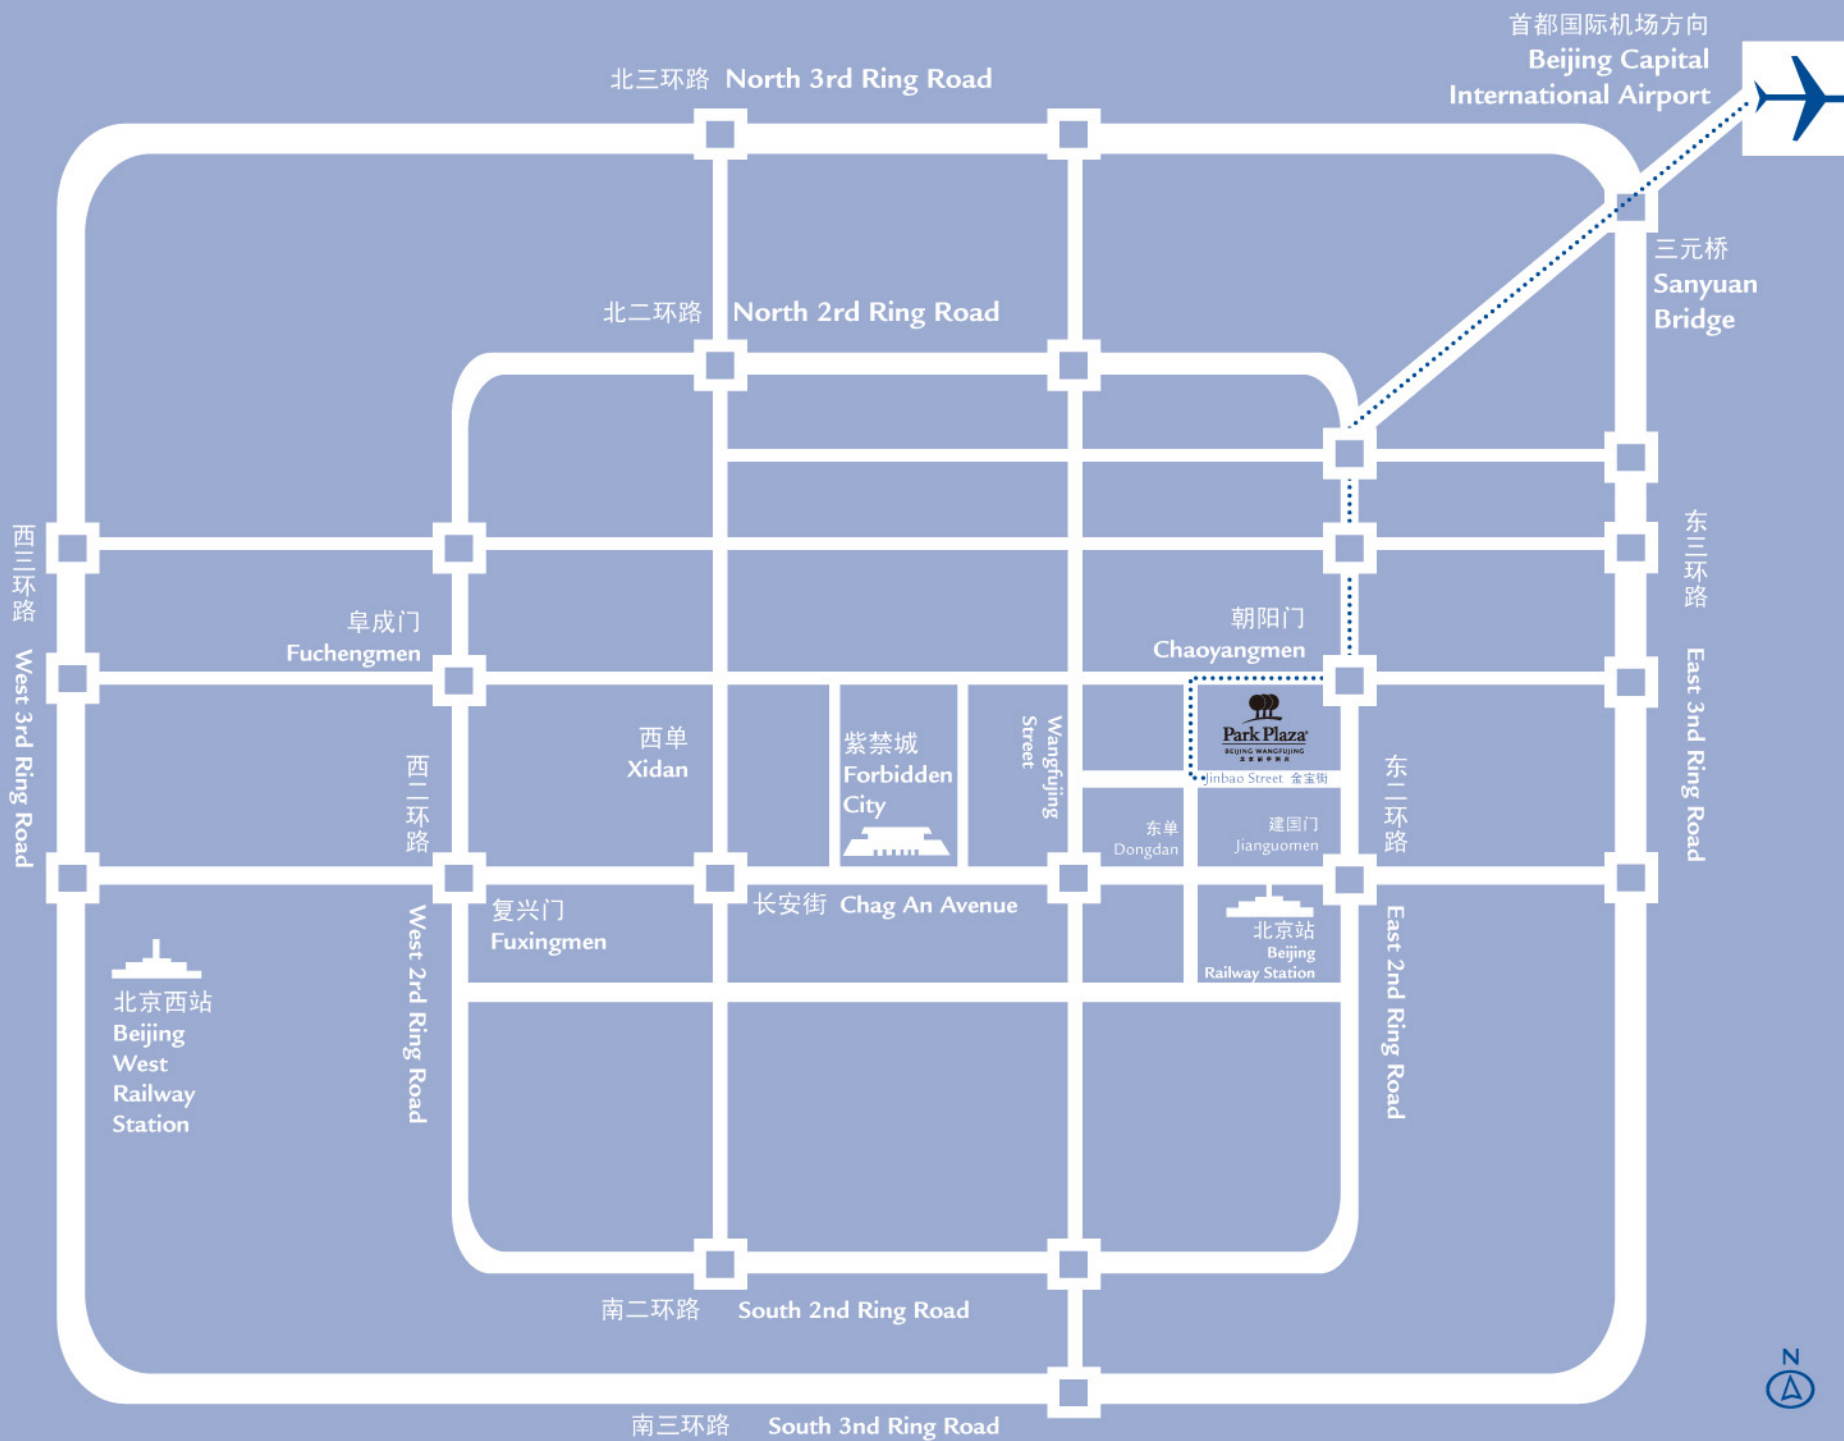 首都国际机场方向
Beijing Capital
International Airport
北三环路 North 3rd Ring Road
三元桥
Sanyuan
Bridge
北二环路 North 2rd Ring Road
西三环路 West 3rd Ring Road
东三环路 East 3nd Ring Road
阜成门
Fuchengmen
朝阳门
Chaoyangmen
西单
Xidan
紫禁城
Forbidden
City
Wangfujing
Street
Park Plaza
BEIJING WANGFUJING
Jinbao Street 金宝街
西二环路 West 2rd Ring Road
东二环路 East 2nd Ring Road
东单
Dongdan
建国门
Jianguomen
复兴门
Fuxingmen
长安街 Chag An Avenue
北京站
Beijing
Railway Station
北京西站
Beijing
West
Railway
Station
南二环路 South 2nd Ring Road
N
南三环路 South 3nd Ring Road